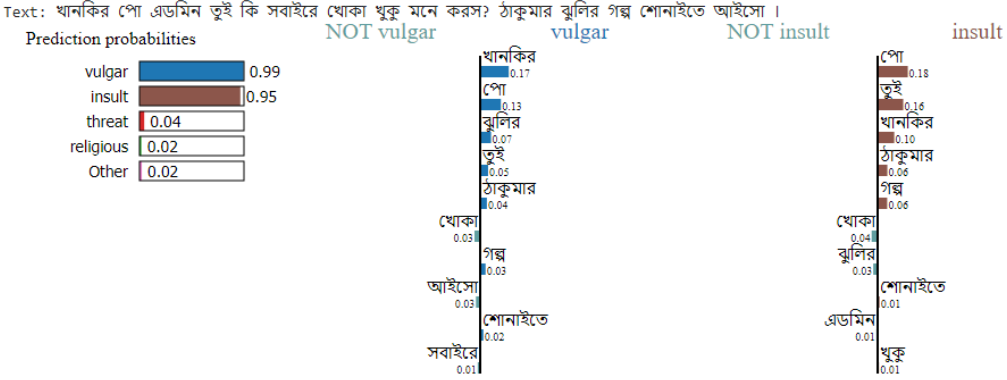 Text: খানকির পো এডমিন তুই কি সবাইরে খোকা খুকু মনে করস? ঠাকুমার ঝুলির গল্প শোনাইতে আইসো ।
Prediction probabilities
vulgar 0.99
insult 0.95
threat 0.04
religious 0.02
Other 0.02
NOT vulgar vulgar
খানকির
0.17
পো
0.13
ঝুলির
0.07
তুই
0.05
ঠাকুমার
0.04
খোকা
0.03
গল্প
0.03
আইসো
0.03
শোনাইতে
0.02
সবাইরে
0.01
NOT insult insult
পো
0.18
তুই
0.16
খানকির
0.10
ঠাকুমার
0.06
গল্প
0.06
খোকা
0.04
ঝুলির
0.03
শোনাইতে
0.01
এডমিন
0.01
খুকু
0.01